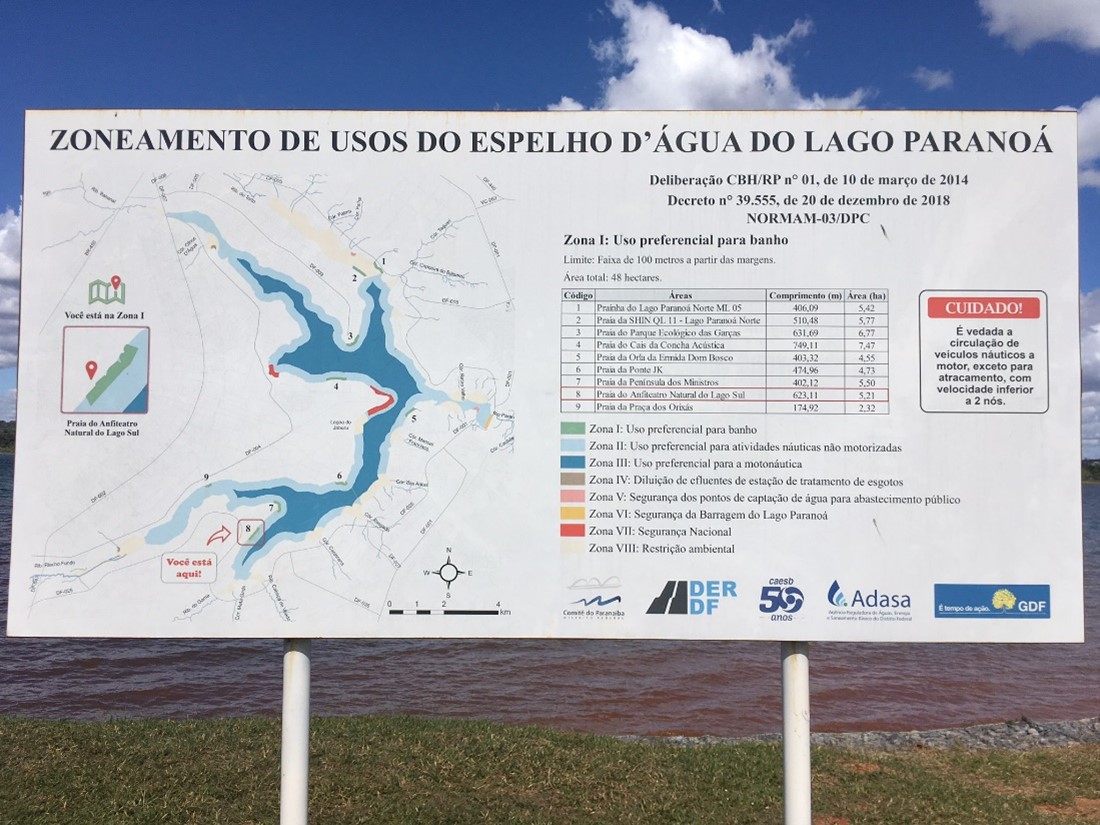 ZONEAMENTO DE USOS DO ESPELHO D'ÁGUA DO LAGO PARANOÁ
Deliberação CBH/RP n° 01, de 10 de março de 2014
Decreto n° 39.555, de 20 de dezembro de 2018
NORMAM-03/DPC
Zona I: Uso preferencial para banho
Limite: Faixa de 100 metros a partir das margens.
Área total: 48 hectares.
Código Áreas Comprimento (m) Área (ha)
1 Prainha do Lago Paranoá Norte ML 05 406,09 5,42
2 Praia da SHIN QL 11 - Lago Paranoá Norte 510,48 5,77
3 Praia do Parque Ecológico das Garças 631,69 6,77
4 Praia do Cais da Concha Acústica 749,11 7,47
5 Praia da Orla da Ermida Dom Bosco 403,32 4,55
6 Praia da Ponte JK 474,96 4,73
7 Praia da Península dos Ministros 402,12 5,50
8 Praia do Anfiteatro Natural do Lago Sul 623,11 5,21
9 Praia da Praça dos Orixás 174,92 2,32
CUIDADO!
É vedada a
circulação de
veículos náuticos a
motor, exceto para
atracamento, com
velocidade inferior
a 2 nós.
Zona I: Uso preferencial para banho
Zona II: Uso preferencial para atividades náuticas não motorizadas
Zona III: Uso preferencial para a motonáutica
Zona IV: Diluição de efluentes de estação de tratamento de esgotos
Zona V: Segurança dos pontos de captação de água para abastecimento público
Zona VI: Segurança da Barragem do Lago Paranoá
Zona VII: Segurança Nacional
Zona VIII: Restrição ambiental
Você está na Zona I
Praia do Anfiteatro
Natural do Lago Sul
1
2
3
4
5
6
7
8
9
Você está
aqui!
N
W E
S
0 1 2 4 km
Comitê do Paranaíba
DER
DF
caesb
50
anos
Adasa
É tempo de ação. GDF